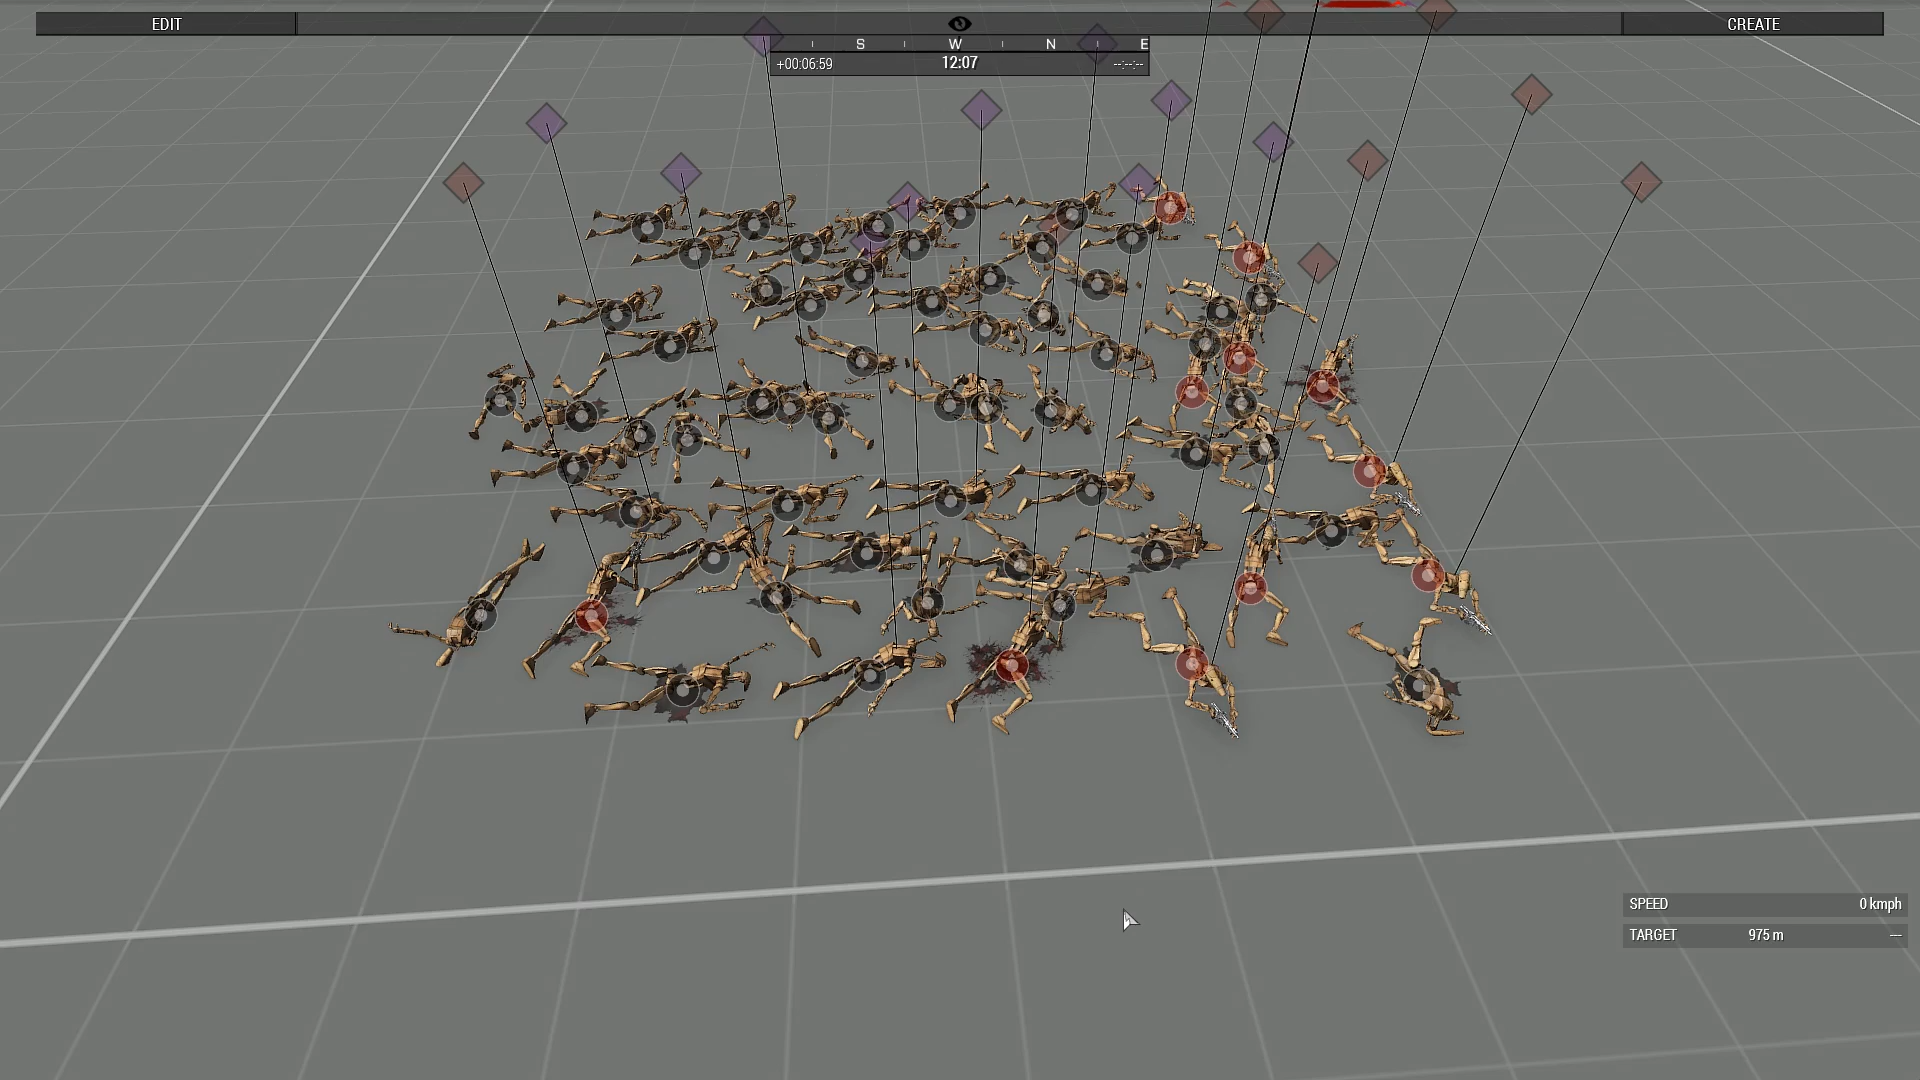 EDIT
CREATE
S W N E
+00:06:59 12:07 --:--:--
SPEED 0 kmph
TARGET 975 m ---